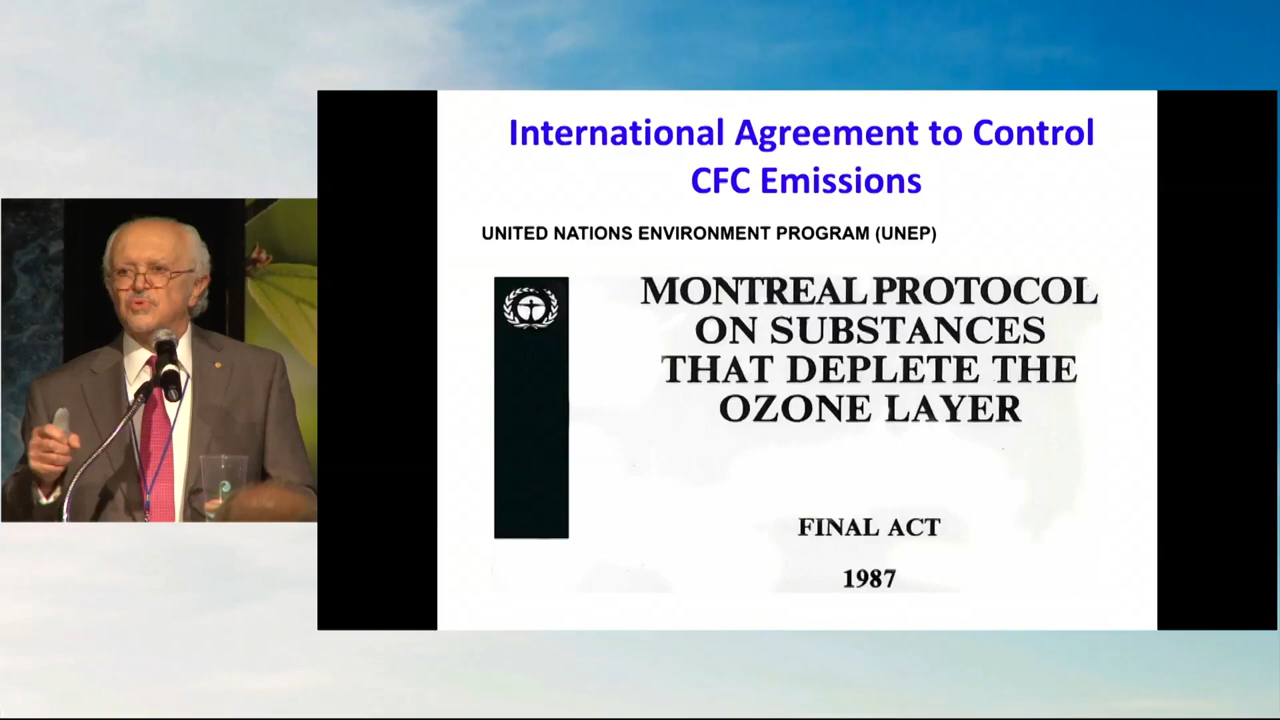 International Agreement to Control
CFC Emissions
UNITED NATIONS ENVIRONMENT PROGRAM (UNEP)
MONTREAL PROTOCOL
ON SUBSTANCES
THAT DEPLETE THE
OZONE LAYER
FINAL ACT
1987